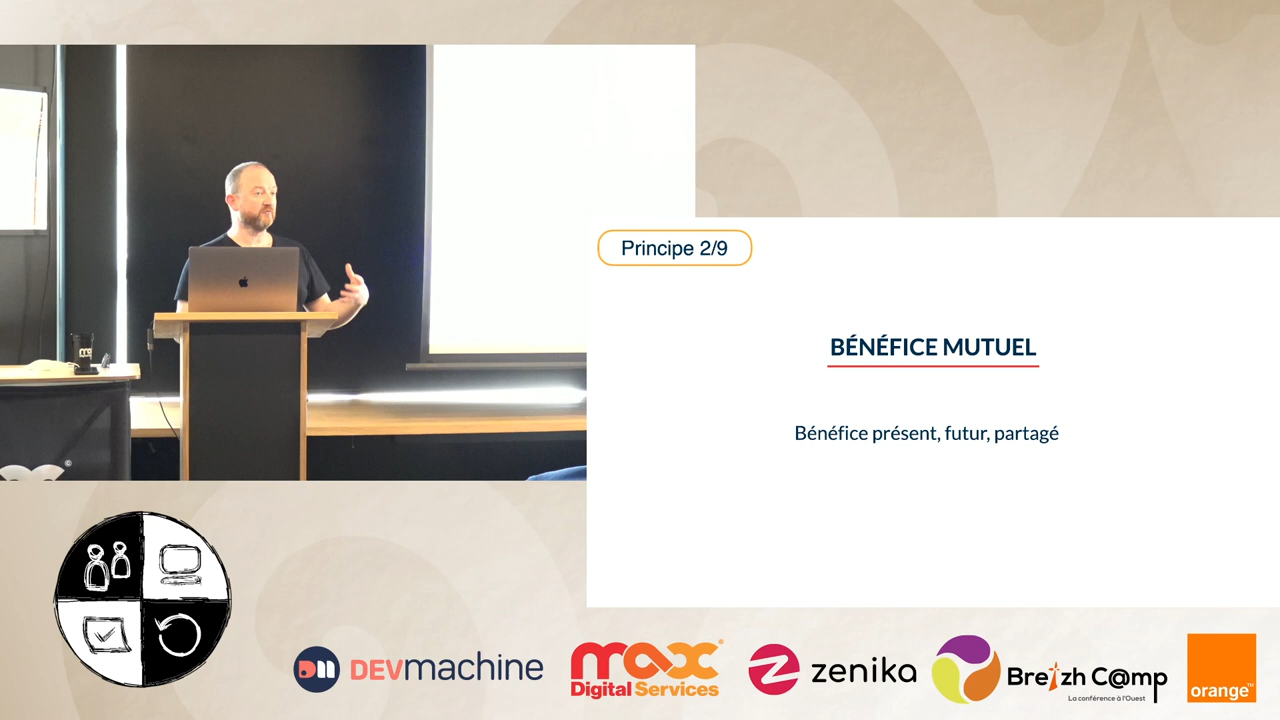 Principe 2/9
BÉNÉFICE MUTUEL
Bénéfice présent, futur, partagé
DEVmachine
max
Digital Services
zenika
Breizh C@mp
La conférence à l'Ouest
orange™